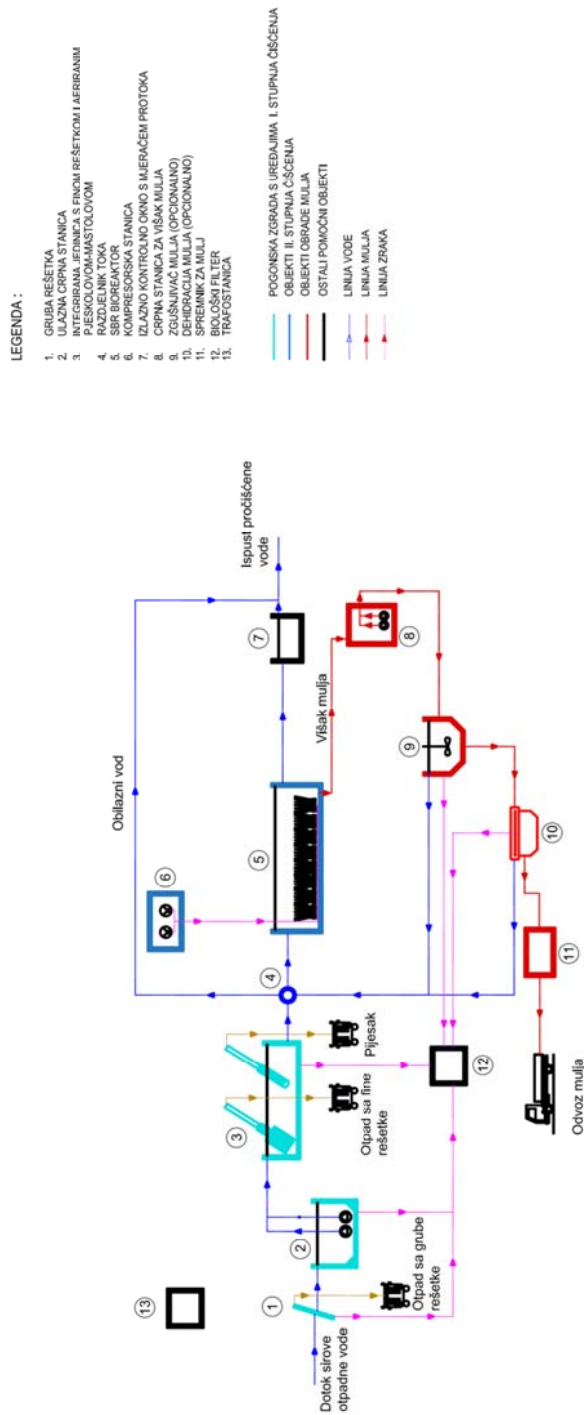 LEGENDA :
1. GRUBA REŠETKA
2. ULAZNA CRPNA STANICA
3. INTEGRIRANA JEDINICA S FINOM REŠETKOM I AERIRANIM
PJESKOLOVOM-MASTOLOVOM
4. RAZDJELNIK TOKA
5. SBR BIOREAKTOR
6. KOMPRESORSKA STANICA
7. IZLAZNO KONTROLNO OKNO S MJERAČEM PROTOKA
8. CRPNA STANICA ZA VIŠAK MULJA
9. ZGUŠNJIVAČ MULJA (OPCIONALNO)
10. DEHIDRACIJA MULJA (OPCIONALNO)
11. SPREMNIK ZA MULJ
12. BIOLOŠKI FILTER
13. TRAFOSTANICA
POGONSKA ZGRADA S UREĐAJIMA I. STUPNJA ČIŠĆENJA
OBJEKTI II. STUPNJA ČIŠĆENJA
OBJEKTI OBRADE MULJA
OSTALI POMOĆNI OBJEKTI
LINIJA VODE
LINIJA MULJA
LINIJA ZRAKA
13
Obilazni vod
6
Ispust pročišćene
vode
Dotok sirove
otpadne vode
1
2
3
4
5
7
Otpad sa grube
rešetke
Otpad sa fine
rešetke
Pijesak
Višak mulja
8
9
12
10
11
Odvoz mulja